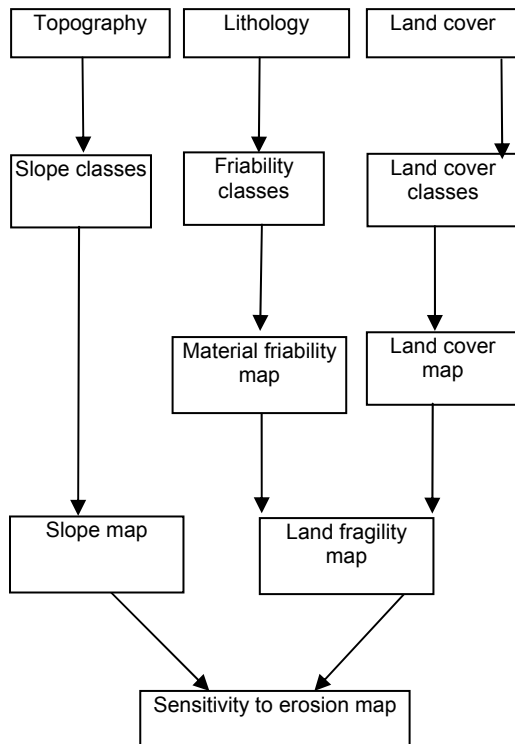 Topography
Lithology
Land cover
Slope classes
Friability
classes
Land cover
classes
Material friability
map
Land cover
map
Slope map
Land fragility
map
Sensitivity to erosion map